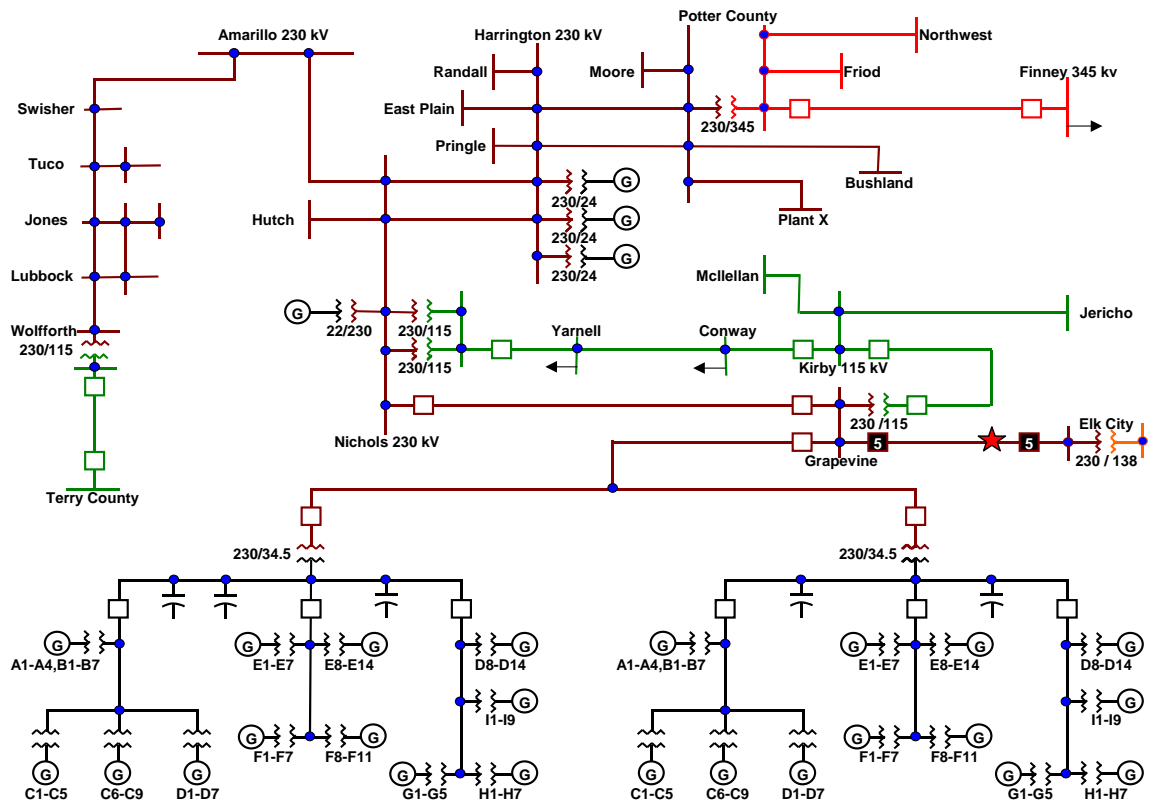 Potter County
Amarillo 230 kV
Harrington 230 kV
Northwest
Randall
Moore
Friod
Finney 345 kv
Swisher
East Plain
230/345
Pringle
Tuco
G
Bushland
230/24
Jones
Hutch
G
Plant X
230/24
Lubbock
G
230/24
McIlellan
G
Wolfforth
22/230
230/115
Yarnell
Conway
Jericho
230/115
230/115
Kirby 115 kV
230 /115
Elk City
Nichols 230 kV
5
5
Grapevine
230 / 138
Terry County
230/34.5
230/34.5
G
G
G
G
G
G
G
G
A1-A4,B1-B7
E1-E7
E8-E14
D8-D14
A1-A4,B1-B7
E1-E7
E8-E14
D8-D14
G
G
I1-I9
I1-I9
G
G
G
G
F1-F7
F8-F11
F1-F7
F8-F11
G
G
G
G
G
G
G
G
G
G
C1-C5
C6-C9
D1-D7
G1-G5
H1-H7
C1-C5
C6-C9
D1-D7
G1-G5
H1-H7